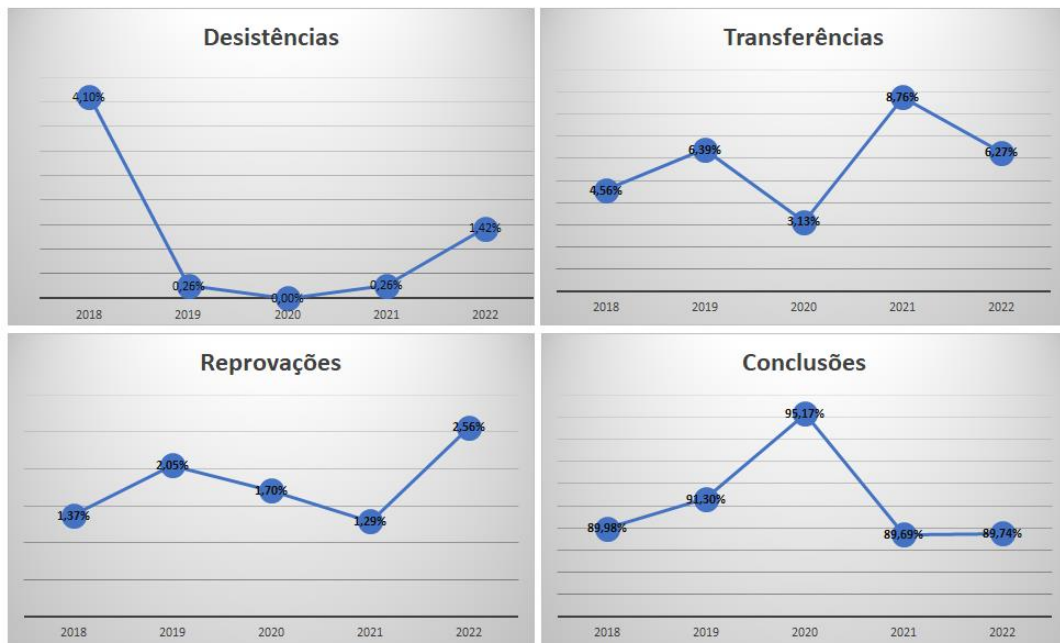 Desistências
4,10%
0,26%
0,00%
0,26%
1,42%
2018 2019 2020 2021 2022
Transferências
4,56%
6,39%
3,13%
8,76%
6,27%
2018 2019 2020 2021 2022
Reprovações
1,37%
2,05%
1,70%
1,29%
2,56%
2018 2019 2020 2021 2022
Conclusões
89,98%
91,30%
95,17%
89,69%
89,74%
2018 2019 2020 2021 2022